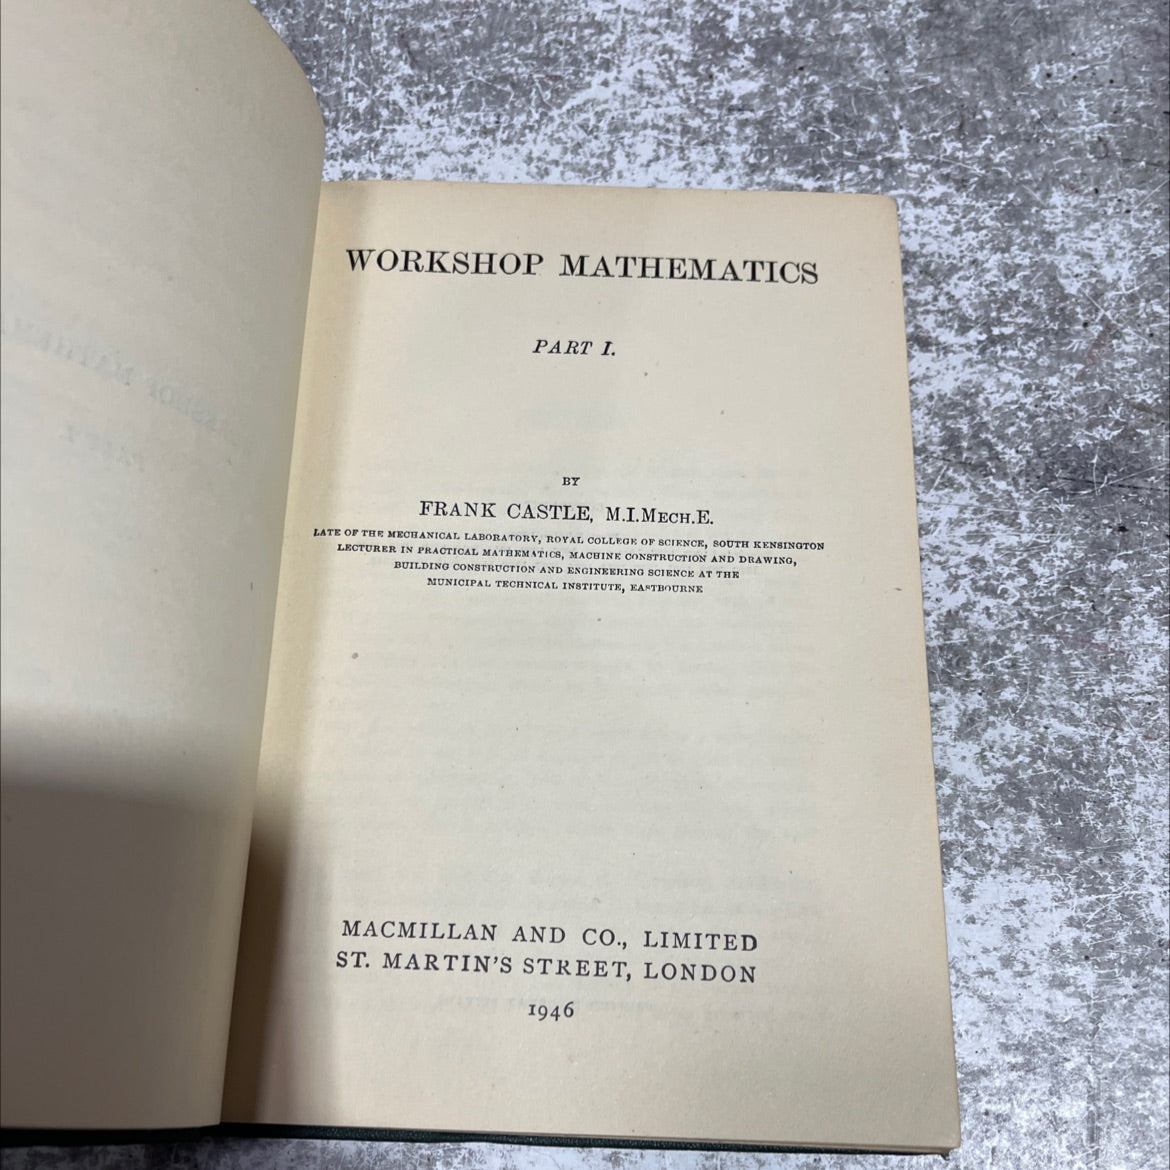 WORKSHOP MATHEMATICS
PART I.
BY
FRANK CASTLE, M.I.MECH.E.
LATE OF THE MECHANICAL LABORATORY, ROYAL COLLEGE OF SCIENCE, SOUTH KENSINGTON
LECTURER IN PRACTICAL MATHEMATICS, MACHINE CONSTRUCTION AND DRAWING,
BUILDING CONSTRUCTION AND ENGINEERING SCIENCE AT THE
MUNICIPAL TECHNICAL INSTITUTE, EASTBOURNE
MACMILLAN AND CO., LIMITED
ST. MARTIN'S STREET, LONDON
1946